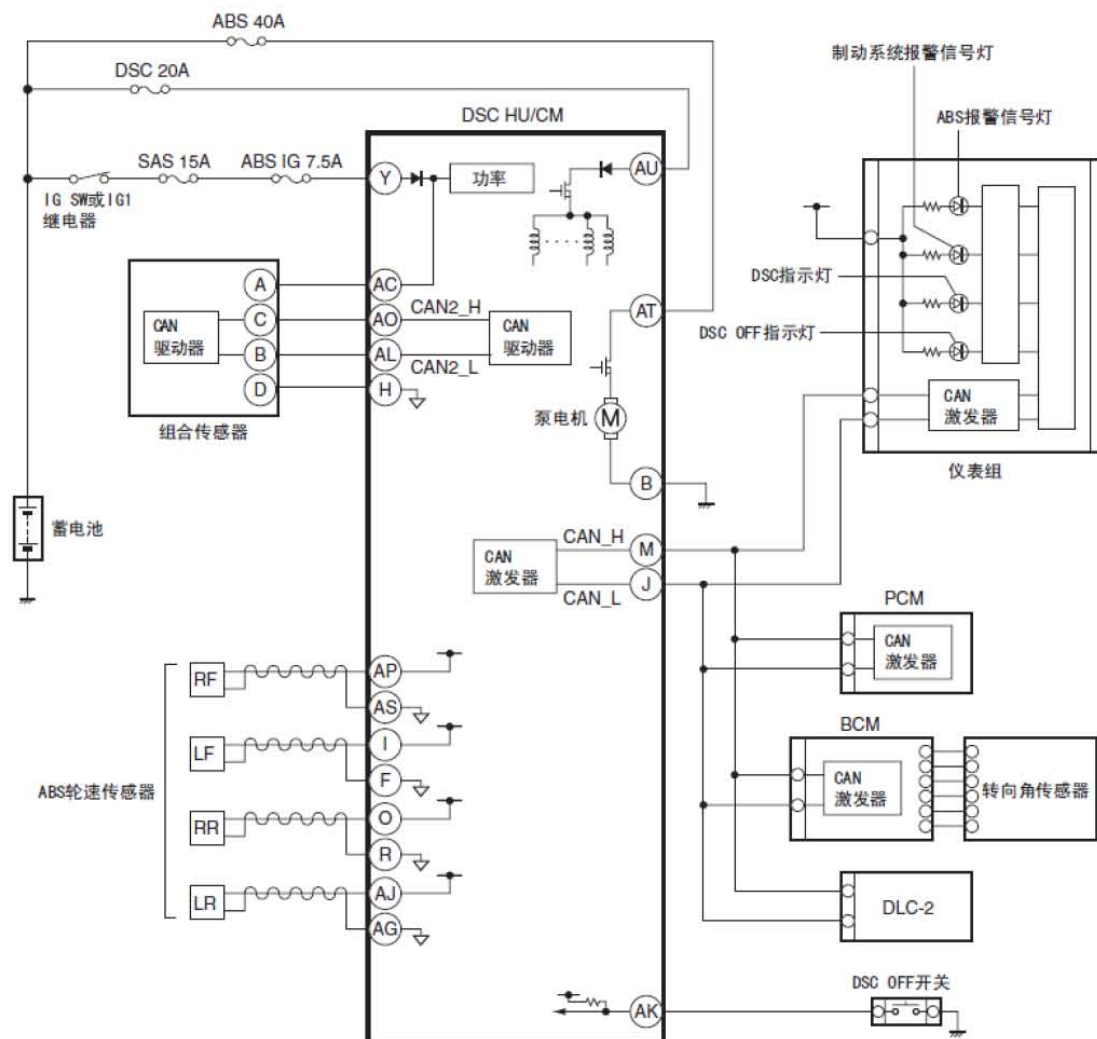 ABS 40A
DSC 20A
DSC HU/CM
SAS 15A
ABS IG 7.5A
IG SW或IG1
继电器
Y
功率
AU
A
AC
C
AO
CAN2_H
CAN
驱动器
CAN
驱动器
B
AL
CAN2_L
D
H
组合传感器
AT
泵电机
M
B
蓄电池
CAN
激发器
CAN_H
M
CAN_L
J
ABS轮速传感器
RF
AP
AS
LF
I
F
RR
O
R
LR
AJ
AG
AK
制动系统报警信号灯
ABS报警信号灯
DSC指示灯
DSC OFF指示灯
CAN
激发器
仪表组
PCM
CAN
激发器
BCM
CAN
激发器
转向角传感器
DLC-2
DSC OFF开关